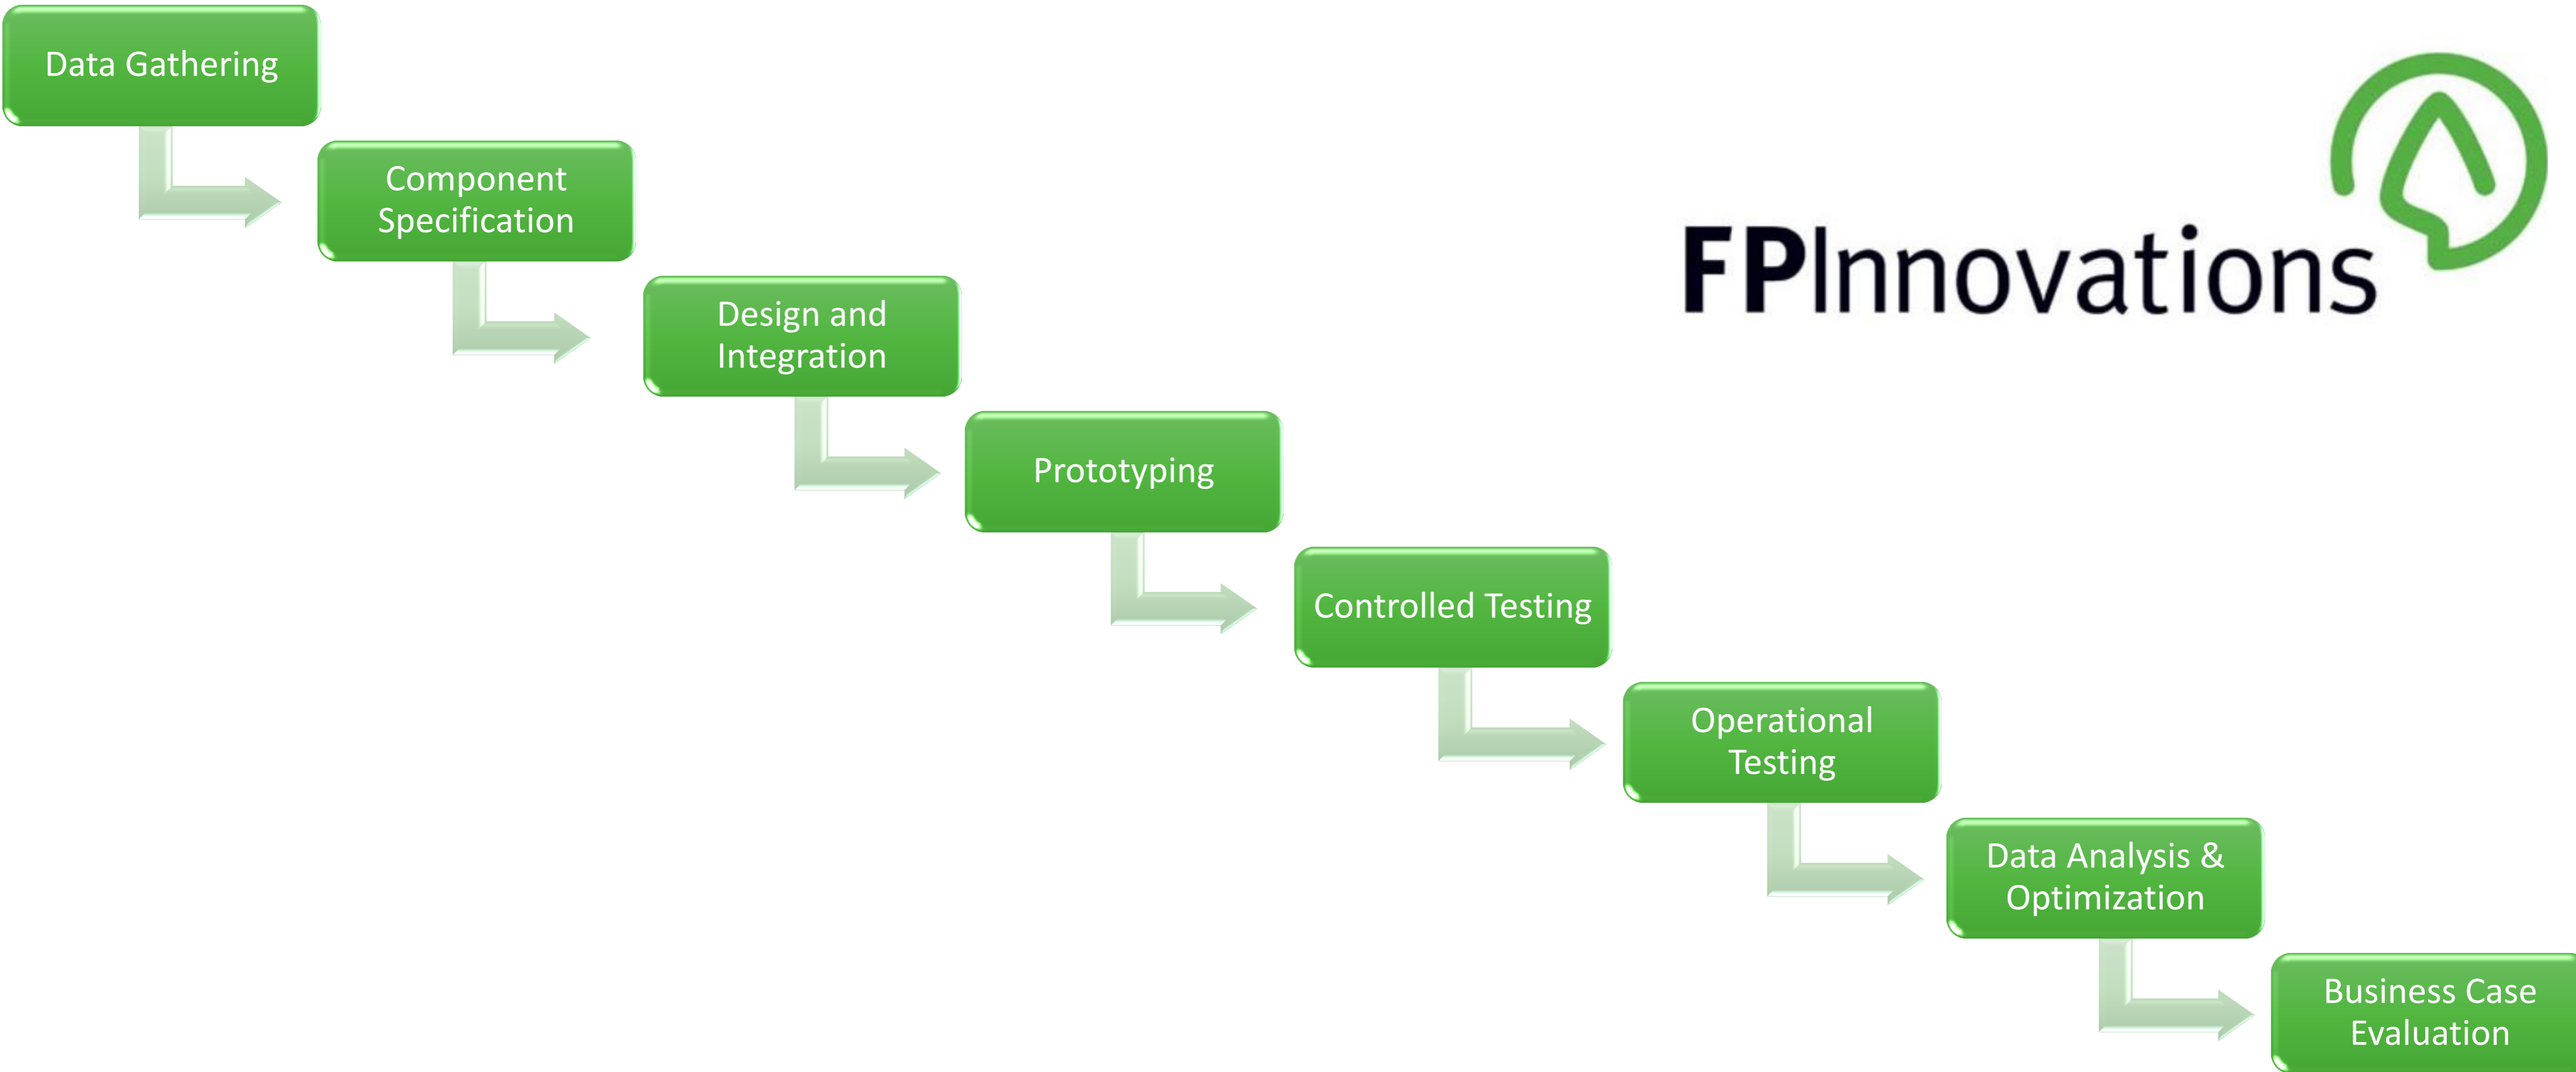 Data Gathering
Component
Specification
FPInnovations
Design and
Integration
Prototyping
Controlled Testing
Operational
Testing
Data Analysis &
Optimization
Business Case
Evaluation